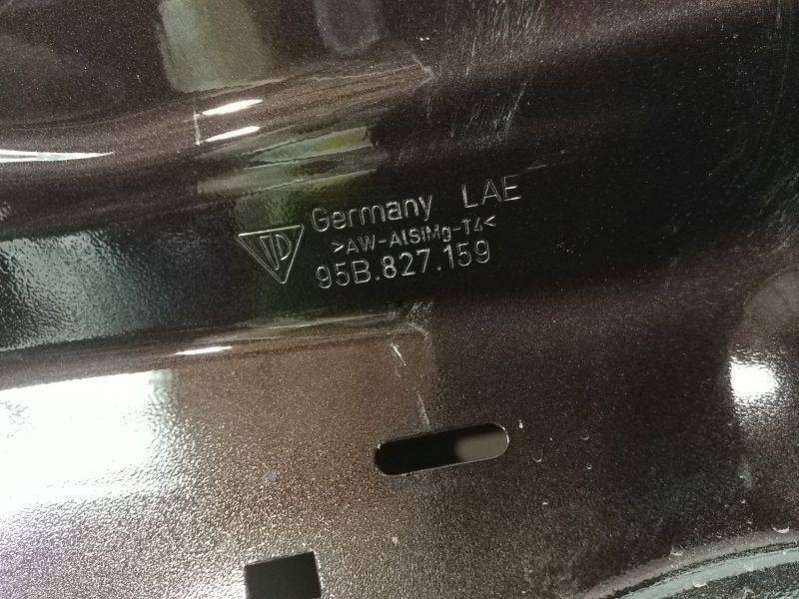 Germany LAE
>AW-AlSiMg-T4<
95B.827.159